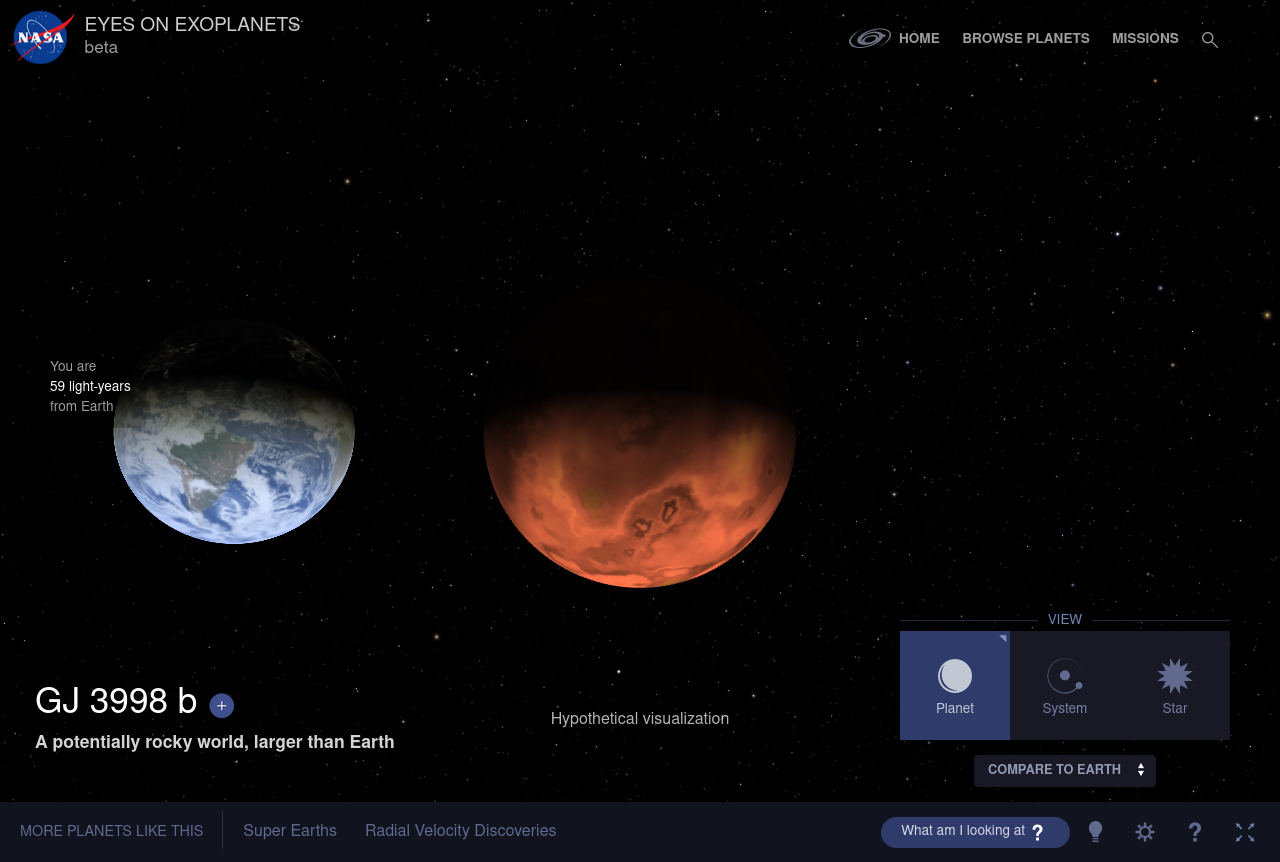 NASA
EYES ON EXOPLANETS
beta
HOME
BROWSE PLANETS
MISSIONS
You are
59 light-years
from Earth
VIEW
Planet
System
Star
GJ 3998 b +
A potentially rocky world, larger than Earth
Hypothetical visualization
COMPARE TO EARTH
MORE PLANETS LIKE THIS
Super Earths
Radial Velocity Discoveries
What am I looking at ?
?